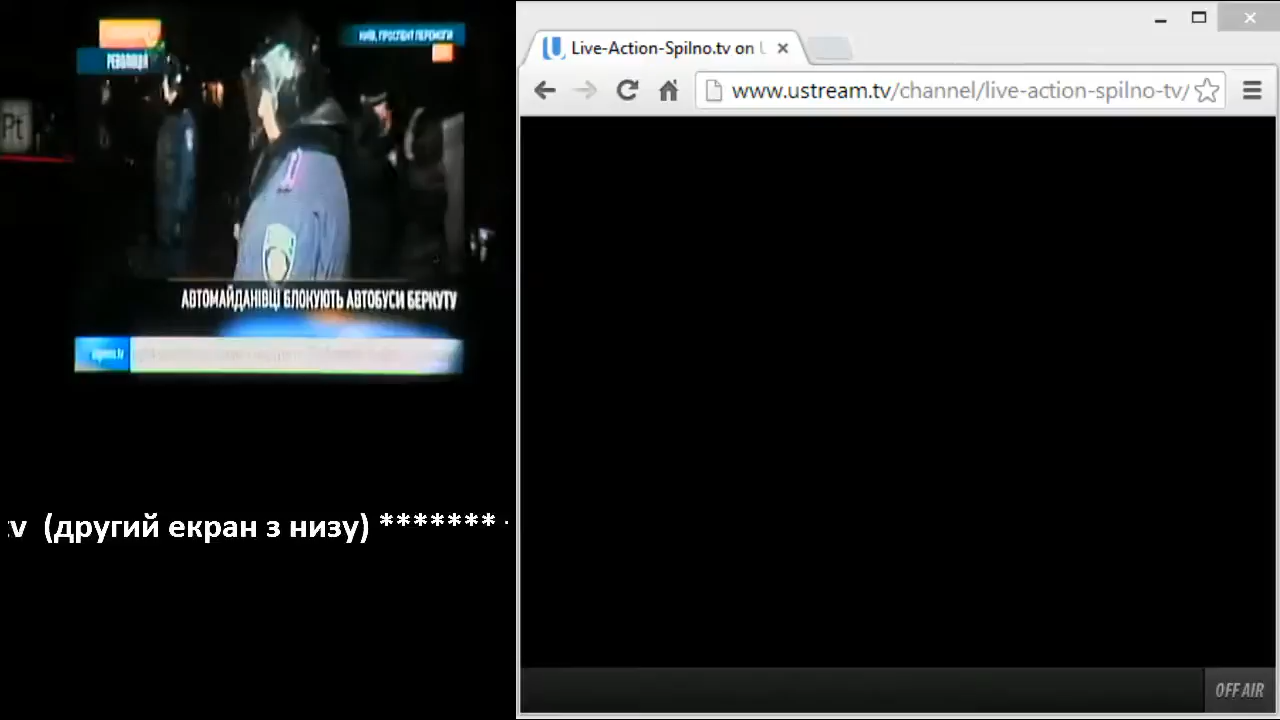 КИЇВ, ПРОСПЕКТ ПЕРЕМОГИ
РЕВОЛЮЦІЯ
Pt
АВТОМАЙДАНІВЦІ БЛОКУЮТЬ АВТОБУСИ БЕРКУТУ
(другий екран з низу) *******
Live-Action-Spilno.tv on
www.ustream.tv/channel/live-action-spilno-tv/
OFF AIR